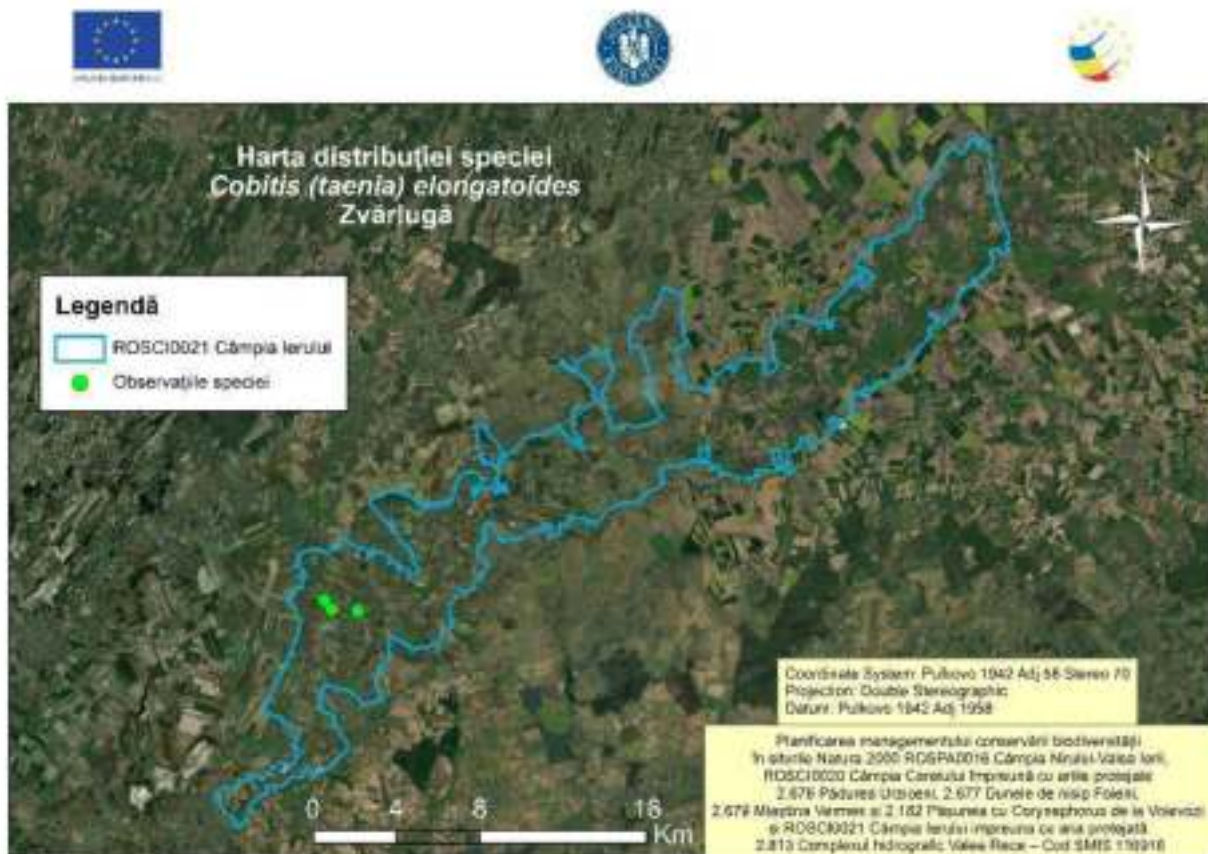 Harta distribuției speciei
Cobitis (taenia) elongatoides
Zvârlugă
N
Legendă
ROSCI0021 Câmpia Ierului
Observațiile speciei
Coordinate System: Pulkovo 1942 Adj 58 Stereo 70
Projection: Double Stereographic
Datum: Pulkovo 1942 Adj 1958
Planificarea managementului conservării biodiversității
în siturile Natura 2000 ROSPA0016 Câmpia Nirului-Valea Ierii,
ROSCI0020 Câmpia Careiului împreună cu ariile protejate
2.676 Pădurea Urziceni, 2.677 Dunele de nisip Foieni,
2.679 Mlaștina Vermes și 2.182 Pășunea cu Corynephorus de la Voievozi
și ROSCI0021 Câmpia Ierului împreuna cu aria protejată
2.813 Complexul hidrografic Valea Rece – Cod SMIS 116916
0 4 8 16
Km